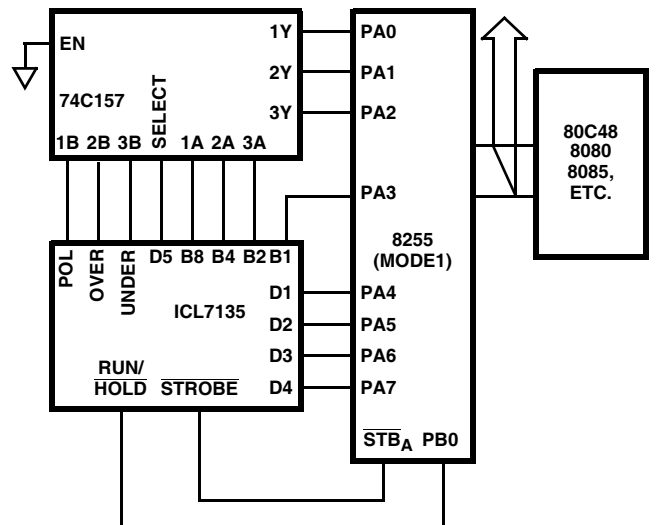 EN
74C157
SELECT
1Y
2Y
3Y
1B 2B 3B 1A 2A 3A
PA0
PA1
PA2
PA3
8255
(MODE1)
PA4
PA5
PA6
PA7
STBA PB0
80C48
8080
8085,
ETC.
POL
OVER
UNDER
D5 B8 B4 B2 B1
ICL7135
D1
D2
D3
D4
RUN/
HOLD STROBE